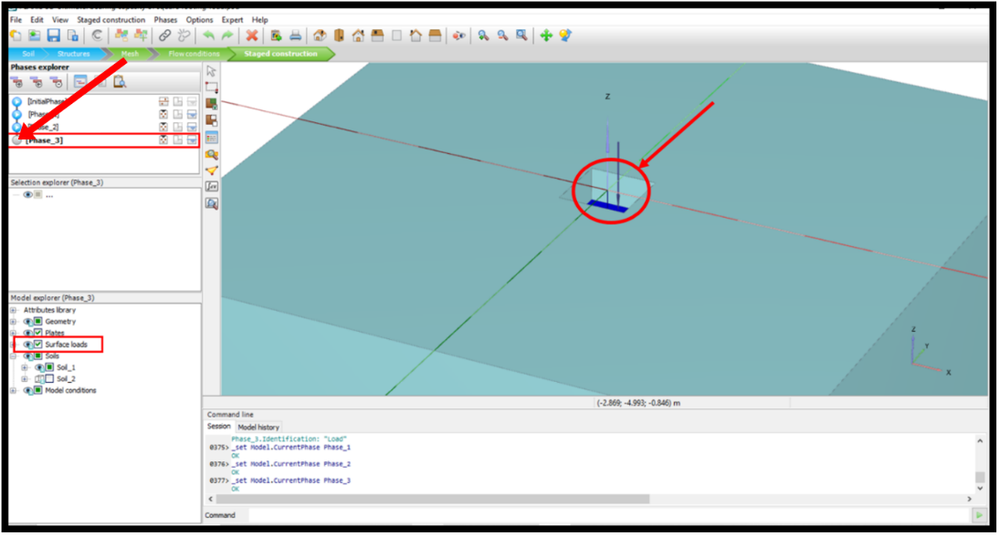 File Edit View Staged construction Phases Options Expert Help
Soil Structures Mesh Flow conditions Staged construction
Phases explorer
[InitialPhase]
[Phase_3]
Selection explorer (Phase_3)
...
Model explorer (Phase_3)
Attributes library
Geometry
Plates
Surface loads
Soils
Soil_1
Soil_2
Model conditions
Z
Z
Y
X
(-2.869; -4.993; -0.846) m
Command line
Session Model history
Phase_3.Identification: "Load"
0375> _set Model.CurrentPhase Phase_1
OK
0376> _set Model.CurrentPhase Phase_2
OK
0377> _set Model.CurrentPhase Phase_3
OK
Command